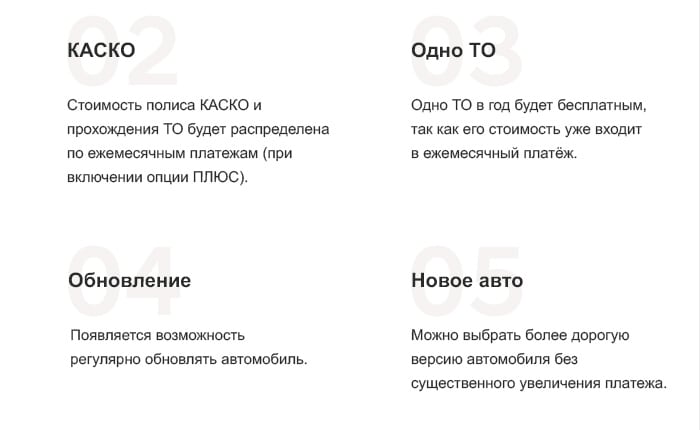 02
КАСКО
Стоимость полиса КАСКО и
прохождения ТО будет распределена
по ежемесячным платежам (при
включении опции ПЛЮС).
03
Одно ТО
Одно ТО в год будет бесплатным,
так как его стоимость уже входит
в ежемесячный платёж.
04
Обновление
Появляется возможность
регулярно обновлять автомобиль.
05
Новое авто
Можно выбрать более дорогую
версию автомобиля без
существенного увеличения платежа.